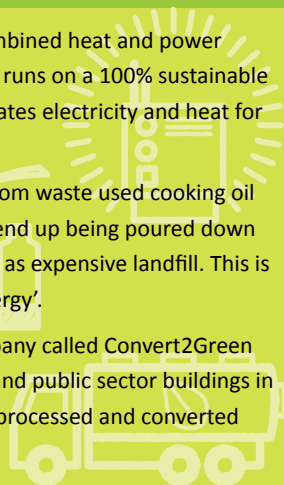 mbined heat and power
runs on a 100% sustainable
ates electricity and heat for
om waste used cooking oil
end up being poured down
as expensive landfill. This is
ergy'.
pany called Convert2Green
and public sector buildings in
processed and converted